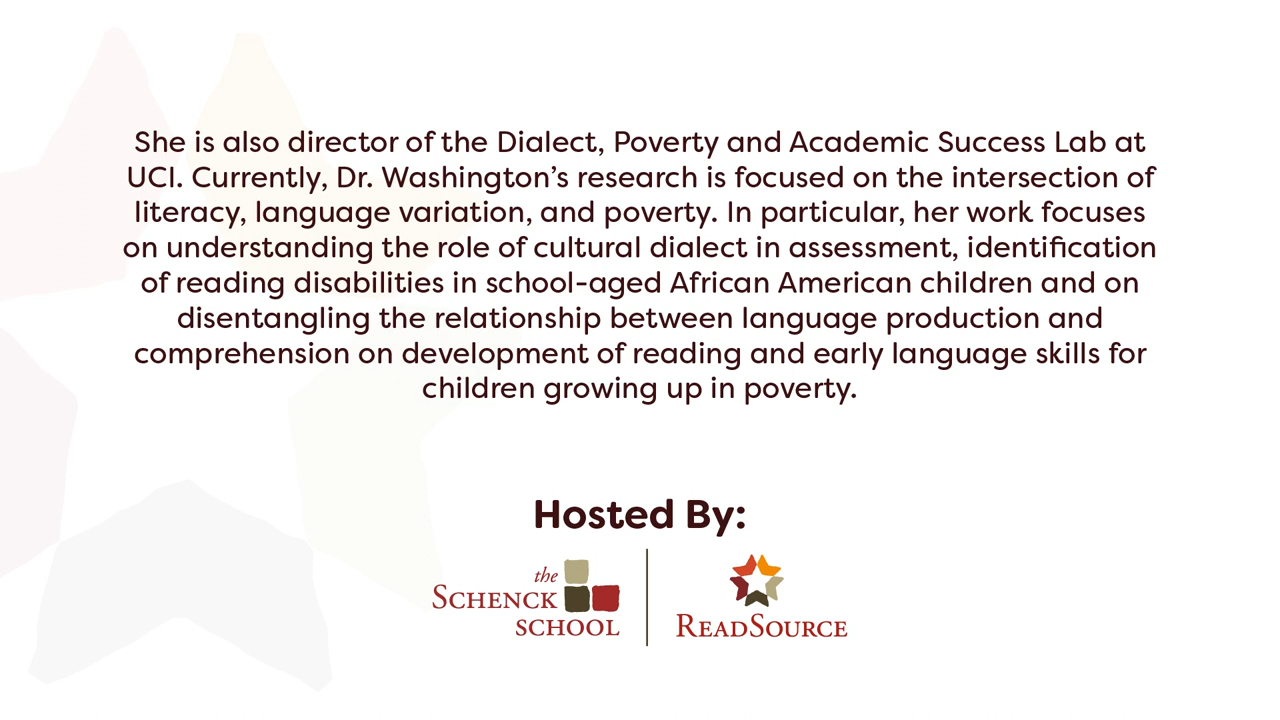 She is also director of the Dialect, Poverty and Academic Success Lab at
UCI. Currently, Dr. Washington’s research is focused on the intersection of
literacy, language variation, and poverty. In particular, her work focuses
on understanding the role of cultural dialect in assessment, identification
of reading disabilities in school-aged African American children and on
disentangling the relationship between language production and
comprehension on development of reading and early language skills for
children growing up in poverty.
Hosted By:
the
SCHENCK
SCHOOL
READSOURCE